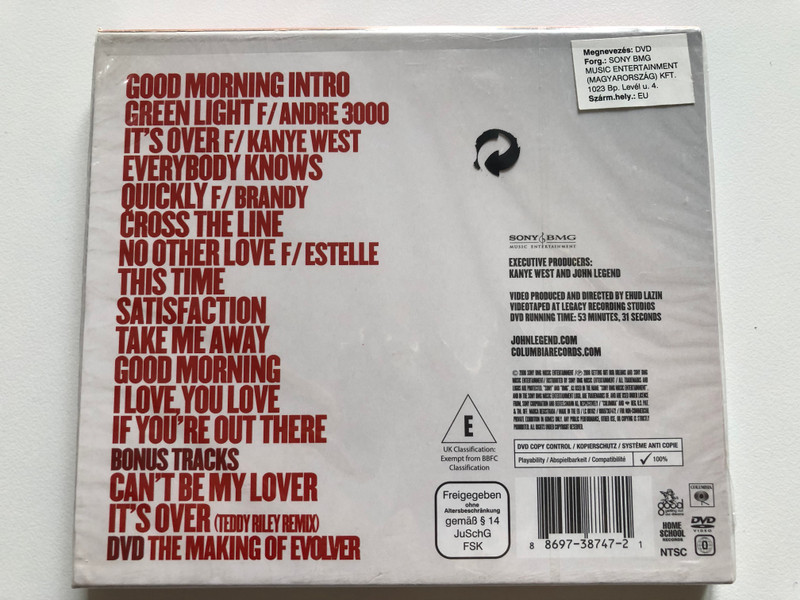 Megnevezés: DVD
Forg.: SONY BMG
MUSIC ENTERTAINMENT
(MAGYARORSZÁG) KFT.
1023 Bp. Levél u. 4.
Szárm.hely.: EU
GOOD MORNING INTRO
GREEN LIGHT F/ ANDRE 3000
IT'S OVER F/ KANYE WEST
EVERYBODY KNOWS
QUICKLY F/ BRANDY
CROSS THE LINE
NO OTHER LOVE F/ ESTELLE
THIS TIME
SATISFACTION
TAKE ME AWAY
GOOD MORNING
I LOVE, YOU LOVE
IF YOU'RE OUT THERE
BONUS TRACKS
CAN'T BE MY LOVER
IT'S OVER (TEDDY RILEY REMIX)
DVD THE MAKING OF EVOLVER
SONY BMG
MUSIC ENTERTAINMENT
EXECUTIVE PRODUCERS:
KANYE WEST AND JOHN LEGEND
VIDEO PRODUCED AND DIRECTED BY EHUD LAZIN
VIDEOTAPED AT LEGACY RECORDING STUDIOS
DVD RUNNING TIME: 53 MINUTES, 31 SECONDS
JOHNLEGEND.COM
COLUMBIARECORDS.COM
E
UK Classification:
Exempt from BBFC
Classification
DVD COPY CONTROL / KOPIERSCHUTZ / SYSTÈME ANTI COPIE
Playability / Abspielbarkeit / Compatibilité
100%
Freigegeben
ohne
Altersbeschränkung
gemäß § 14
JuSchG
FSK
8 8697-38747-2 1
good
HOME
SCHOOL
RECORDS
NTSC
COLUMBIA
DVD
VIDEO
0